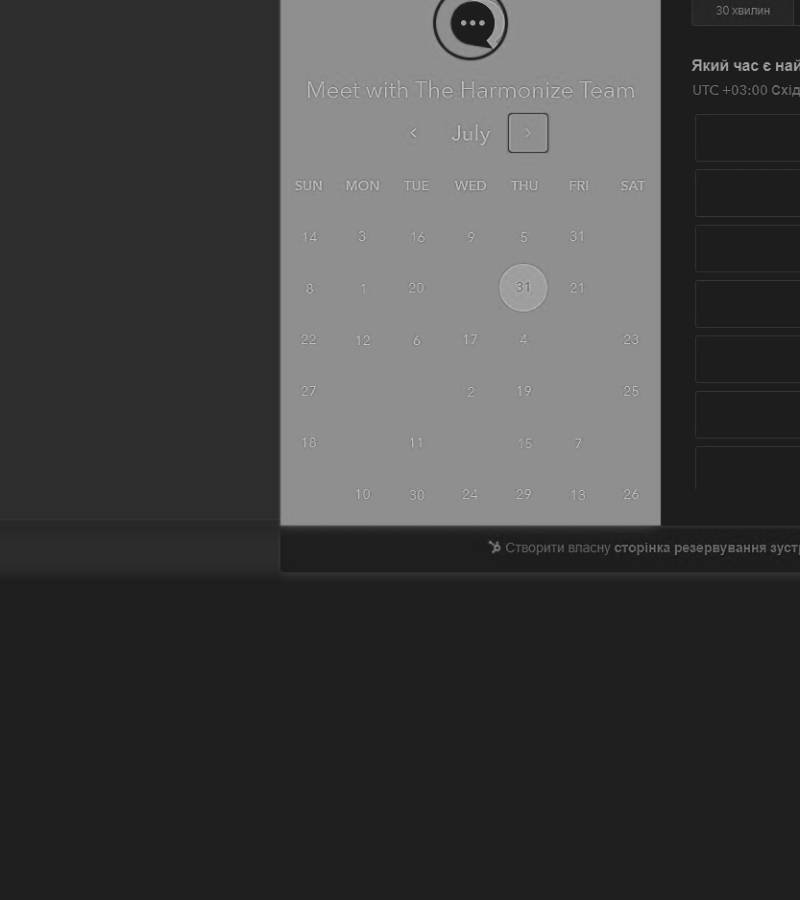 30 хвилин
Який час є най
UTC +03:00 Схід
Meet with The Harmonize Team
July
SUN MON TUE WED THU FRI SAT
14 3 16 9 5 31
8 1 20 31 21
22 12 6 17 4 23
27 2 19 25
18 11 15 7
10 30 24 29 13 26
Створити власну сторінка резервування зуст